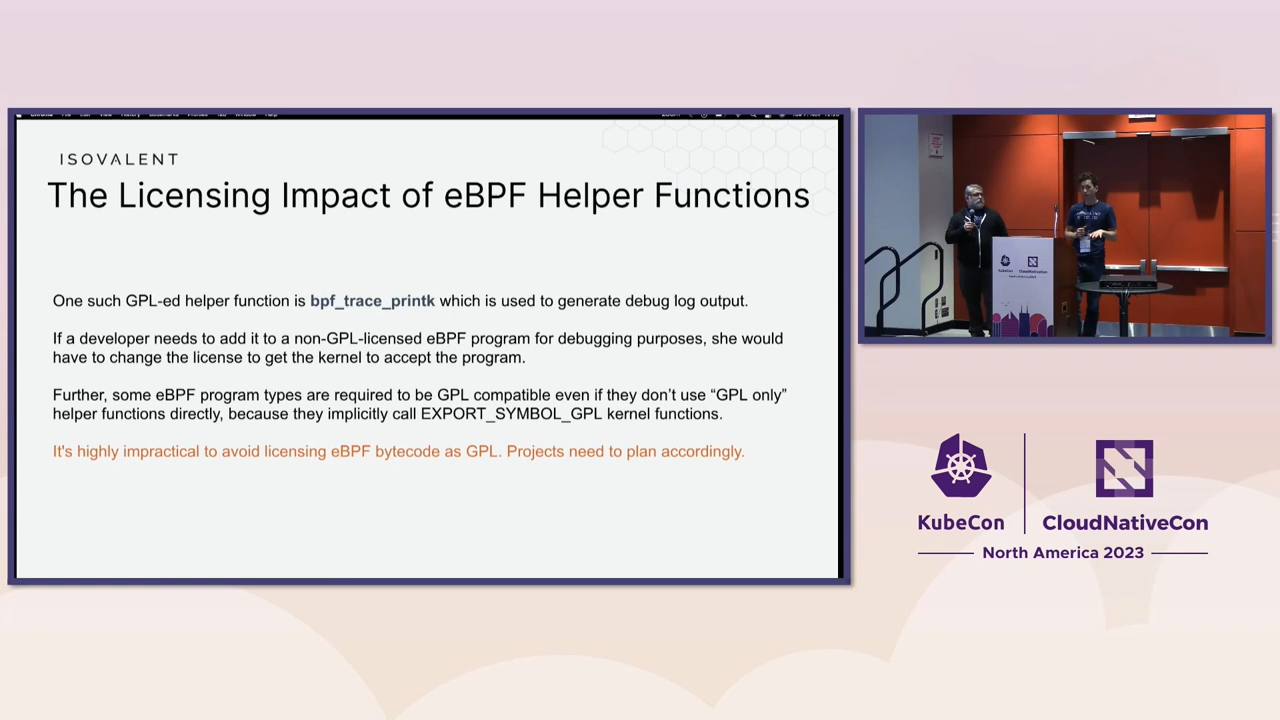 ISOVALENT
The Licensing Impact of eBPF Helper Functions
One such GPL-ed helper function is bpf_trace_printk which is used to generate debug log output.
If a developer needs to add it to a non-GPL-licensed eBPF program for debugging purposes, she would
have to change the license to get the kernel to accept the program.
Further, some eBPF program types are required to be GPL compatible even if they don’t use “GPL only”
helper functions directly, because they implicitly call EXPORT_SYMBOL_GPL kernel functions.
It's highly impractical to avoid licensing eBPF bytecode as GPL. Projects need to plan accordingly.
KubeCon
CloudNativeCon
KubeCon
CloudNativeCon
North America 2023